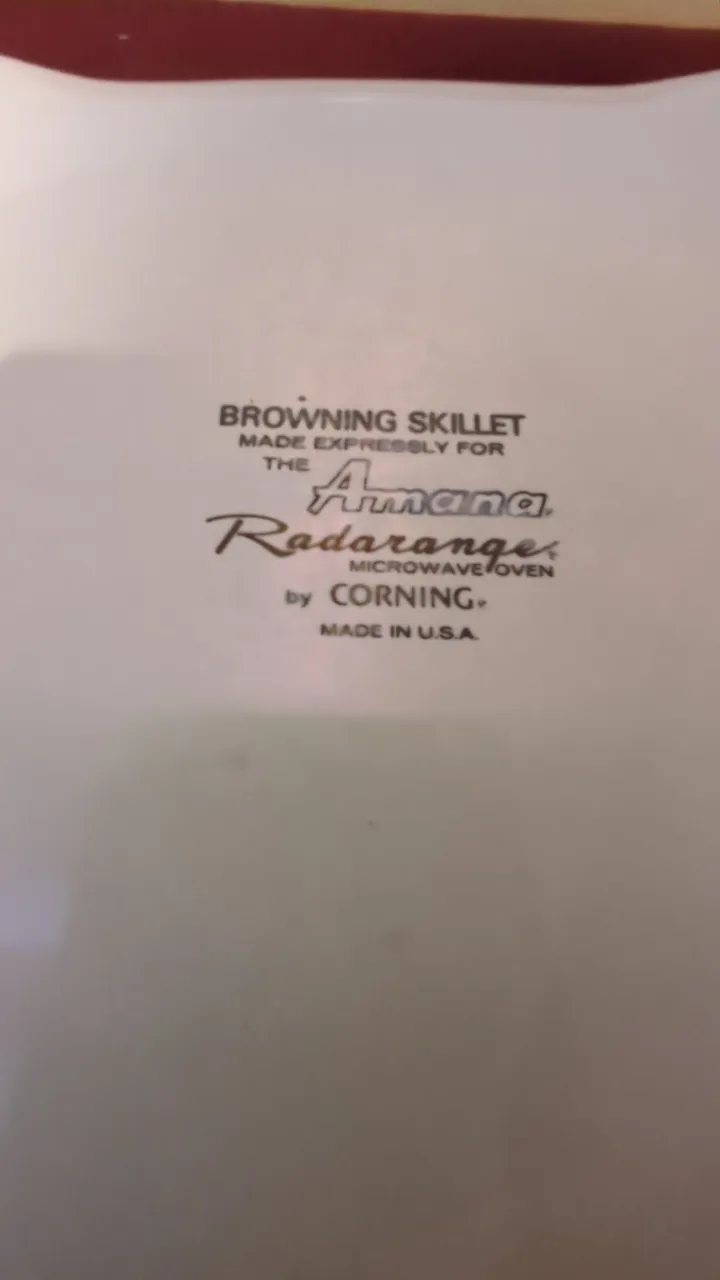 BROWNING SKILLET
MADE EXPRESSLY FOR
THE Amana®
Radarange®
MICROWAVE OVEN
by CORNING®
MADE IN U.S.A.